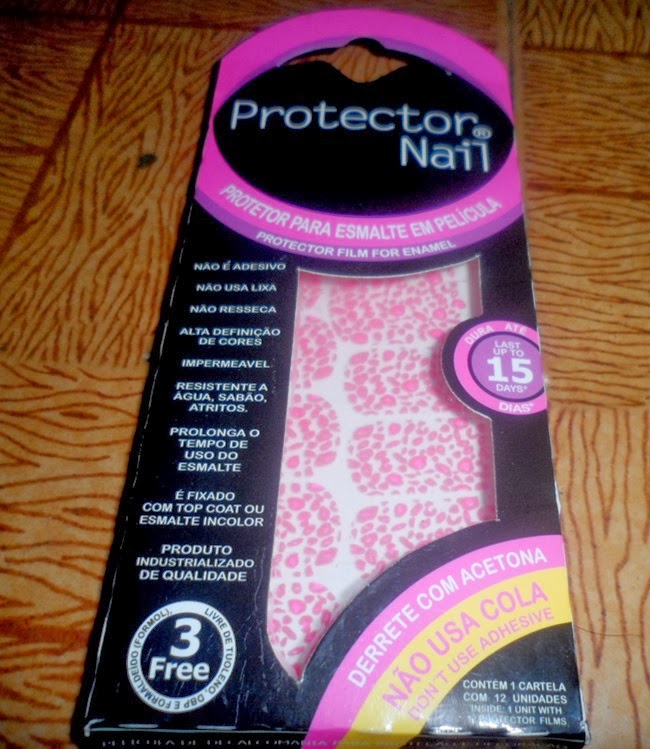 Protector®
Nail
PROTETOR PARA ESMALTE EM PELÍCULA
PROTECTOR FILM FOR ENAMEL
NÃO É ADESIVO
NÃO USA LIXA
NÃO RESSECA
ALTA DEFINIÇÃO
DE CORES
IMPERMEAVEL
RESISTENTE A
ÁGUA, SABÃO,
ATRITOS.
PROLONGA O
TEMPO DE
USO DO
ESMALTE
É FIXADO
COM TOP COAT OU
ESMALTE INCOLOR
PRODUTO
INDUSTRIALIZADO
DE QUALIDADE
DURA ATÉ
LAST
UP TO
15
DAYS*
DIAS*
LIVRE DE TUOLENO, DBP E FORMALDEÍDO (FORMOL),
3
Free
DERRETE COM ACETONA
NÃO USA COLA
DIDN'T USE ADHESIVE
CONTÉM 1 CARTELA
COM 12 UNIDADES
INSIDE: 1 UNIT WITH
PROTECTOR FILMS